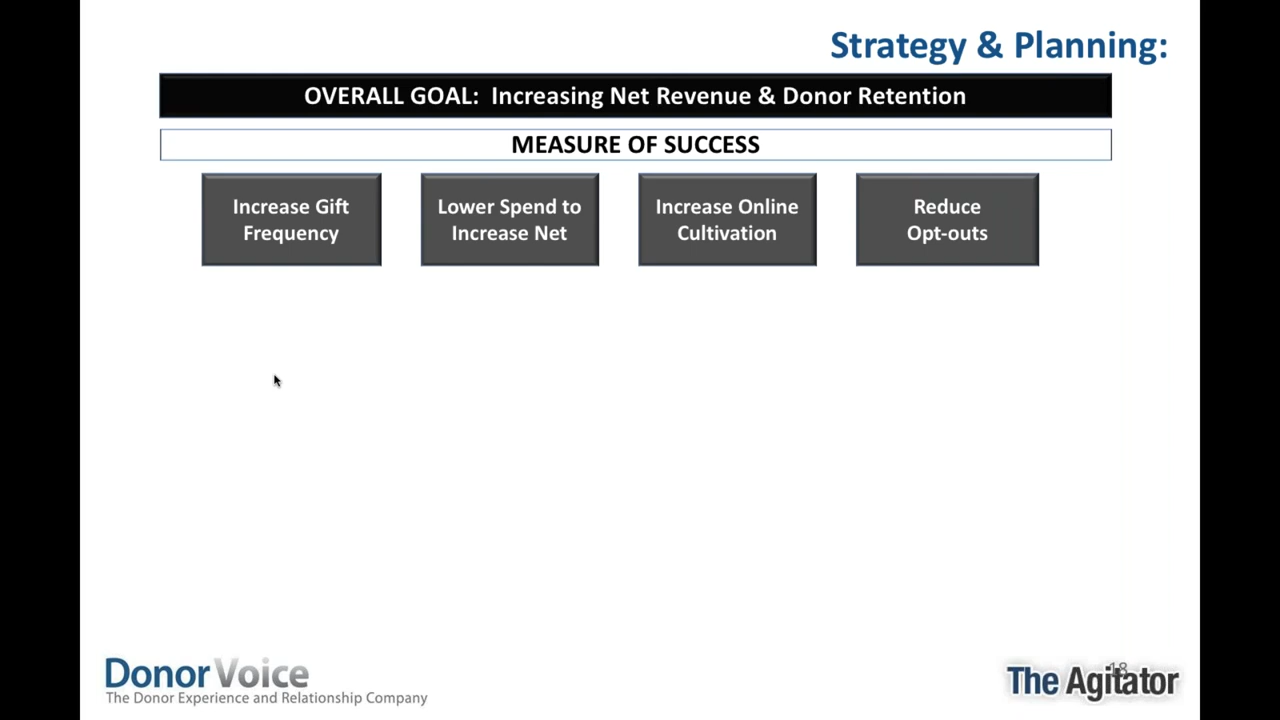 Strategy & Planning:
OVERALL GOAL: Increasing Net Revenue & Donor Retention
MEASURE OF SUCCESS
Increase Gift
Frequency
Lower Spend to
Increase Net
Increase Online
Cultivation
Reduce
Opt-outs
DonorVoice
The Donor Experience and Relationship Company
18
The Agitator